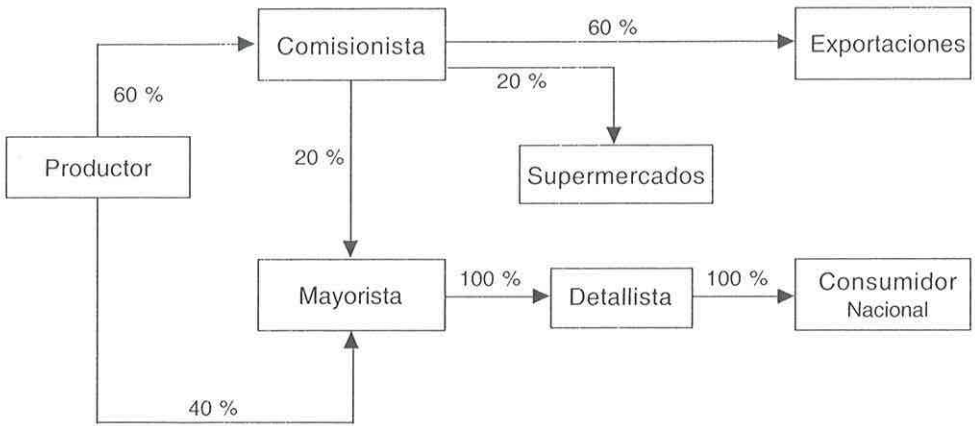 Comisionista
60 %
Exportaciones
20 %
60 %
Productor
20 %
Supermercados
Mayorista
100 %
Detallista
100 %
Consumidor
Nacional
40 %